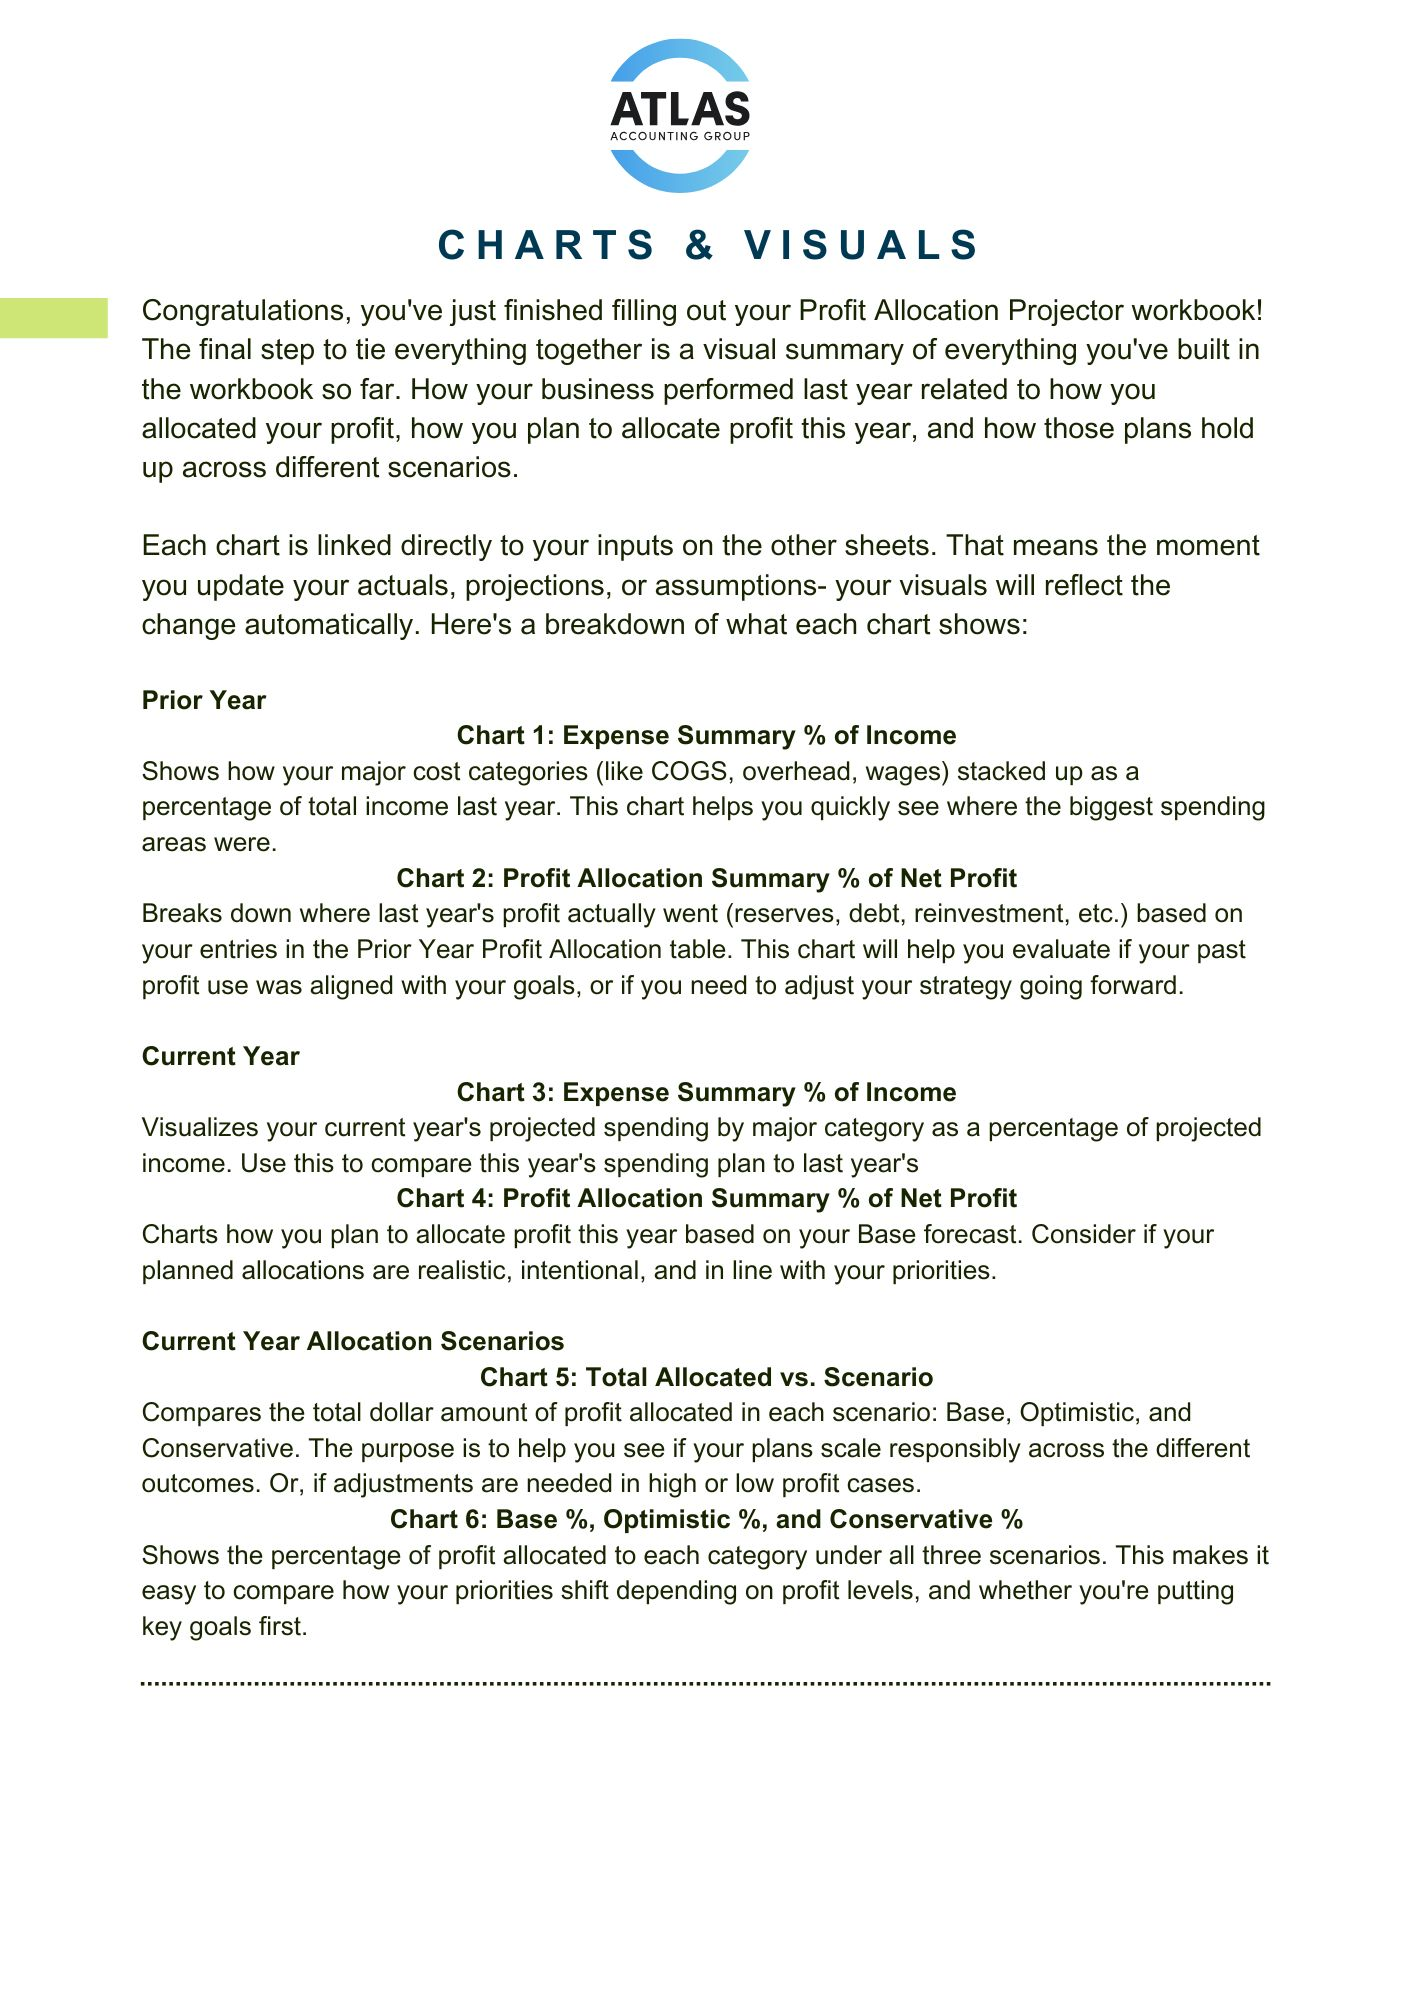 ATLAS
ACCOUNTING GROUP
CHARTS & VISUALS
Congratulations, you've just finished filling out your Profit Allocation Projector workbook!
The final step to tie everything together is a visual summary of everything you've built in
the workbook so far. How your business performed last year related to how you
allocated your profit, how you plan to allocate profit this year, and how those plans hold
up across different scenarios.
Each chart is linked directly to your inputs on the other sheets. That means the moment
you update your actuals, projections, or assumptions- your visuals will reflect the
change automatically. Here's a breakdown of what each chart shows:
Prior Year
Chart 1: Expense Summary % of Income
Shows how your major cost categories (like COGS, overhead, wages) stacked up as a
percentage of total income last year. This chart helps you quickly see where the biggest spending
areas were.
Chart 2: Profit Allocation Summary % of Net Profit
Breaks down where last year's profit actually went (reserves, debt, reinvestment, etc.) based on
your entries in the Prior Year Profit Allocation table. This chart will help you evaluate if your past
profit use was aligned with your goals, or if you need to adjust your strategy going forward.
Current Year
Chart 3: Expense Summary % of Income
Visualizes your current year's projected spending by major category as a percentage of projected
income. Use this to compare this year's spending plan to last year's
Chart 4: Profit Allocation Summary % of Net Profit
Charts how you plan to allocate profit this year based on your Base forecast. Consider if your
planned allocations are realistic, intentional, and in line with your priorities.
Current Year Allocation Scenarios
Chart 5: Total Allocated vs. Scenario
Compares the total dollar amount of profit allocated in each scenario: Base, Optimistic, and
Conservative. The purpose is to help you see if your plans scale responsibly across the different
outcomes. Or, if adjustments are needed in high or low profit cases.
Chart 6: Base %, Optimistic %, and Conservative %
Shows the percentage of profit allocated to each category under all three scenarios. This makes it
easy to compare how your priorities shift depending on profit levels, and whether you're putting
key goals first.